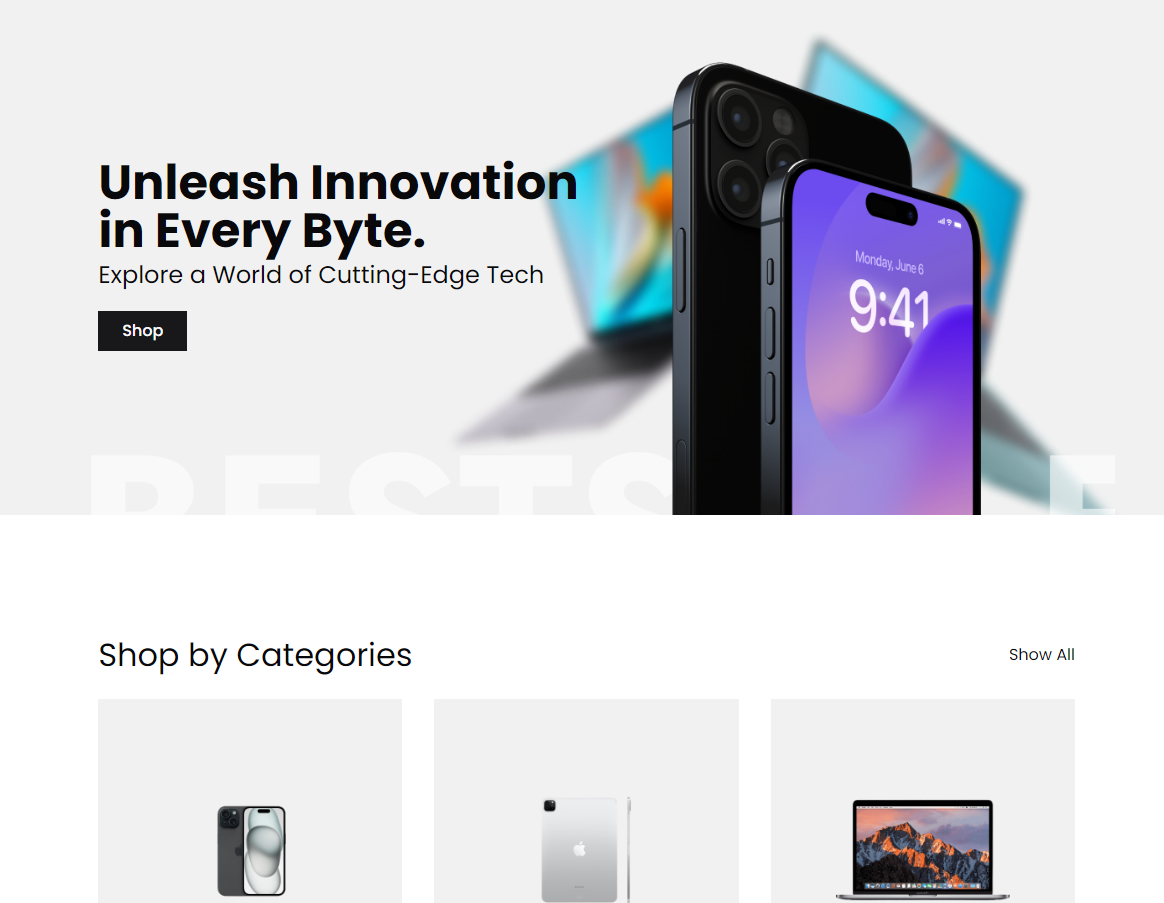 Unleash Innovation
in Every Byte.
Explore a World of Cutting-Edge Tech
Shop
Monday, June 6
9:41
Shop by Categories
Show All